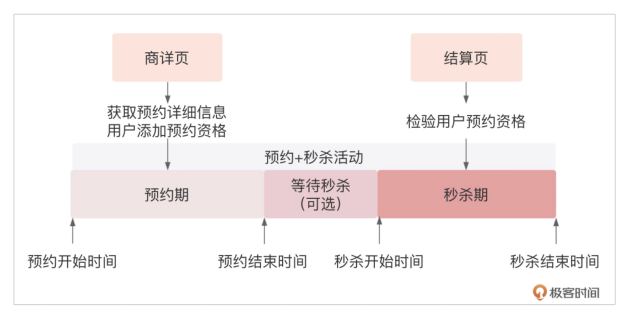 商详页
结算页
获取预约详细信息
用户添加预约资格
检验用户预约资格
预约+秒杀活动
预约期
等待秒杀
（可选）
秒杀期
预约开始时间
预约结束时间
秒杀开始时间
秒杀结束时间
极客时间